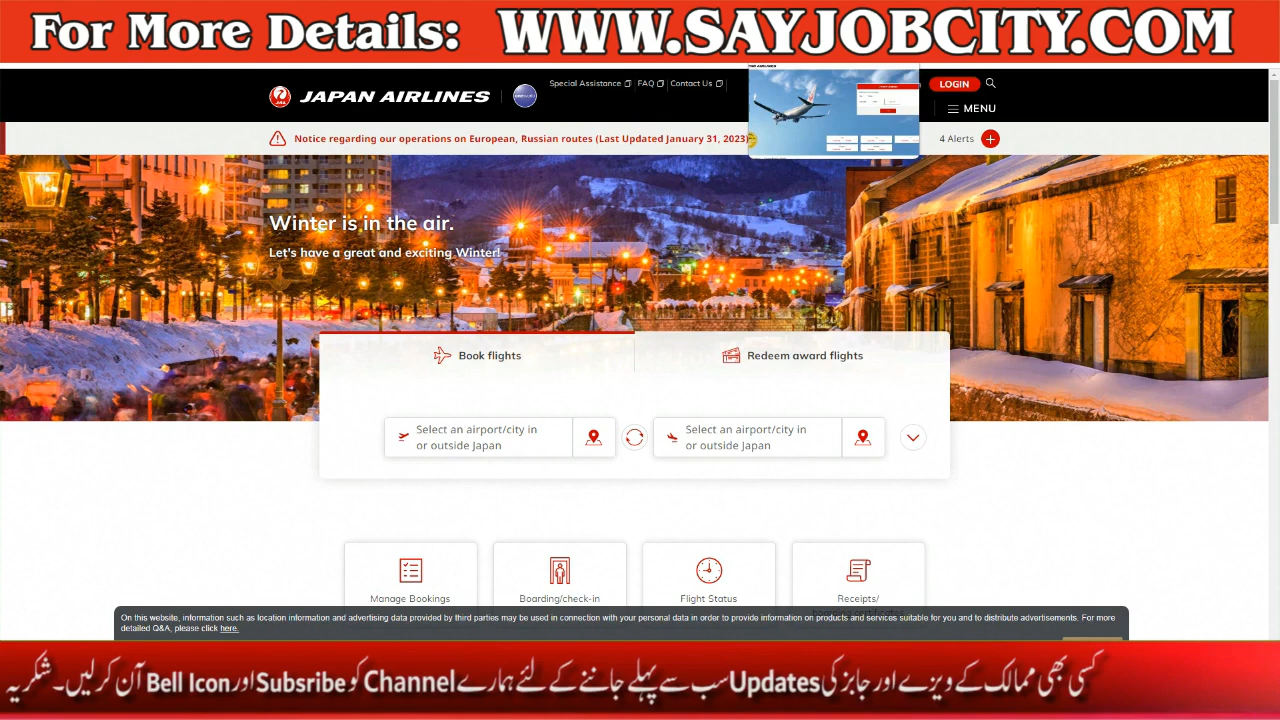 For More Details: WWW.SAYJOBCITY.COM
JAPAN AIRLINES
Special Assistance FAQ Contact Us
LOGIN
MENU
Notice regarding our operations on European, Russian routes (Last Updated January 31, 2023)
4 Alerts
Winter is in the air.
Let's have a great and exciting Winter!
Book flights
Redeem award flights
Select an airport/city in
or outside Japan
Select an airport/city in
or outside Japan
Manage Bookings
Boarding/check-in
Flight Status
Receipts/
boarding certificates
On this website, information such as location information and advertising data provided by third parties may be used in connection with your personal data in order to provide information on products and services suitable for you and to distribute advertisements. For more
detailed Q&A, please click here.
کسی بھی ممالک کے ویزے اور جابز کی Updates سب سے پہلے جاننے کے لئے ہمارے Channel کو Subsribe اور Bell Icon آن کرلیں۔ شکریہ